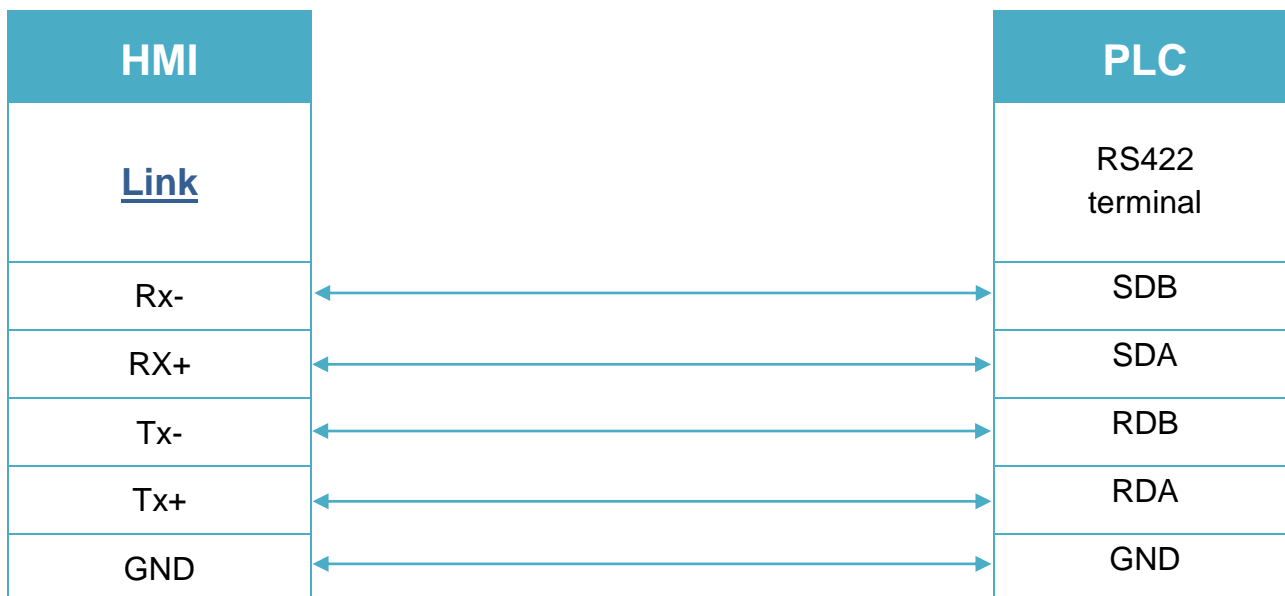 HMI
PLC
Link
RS422
terminal
Rx-
SDB
RX+
SDA
Tx-
RDB
Tx+
RDA
GND
GND